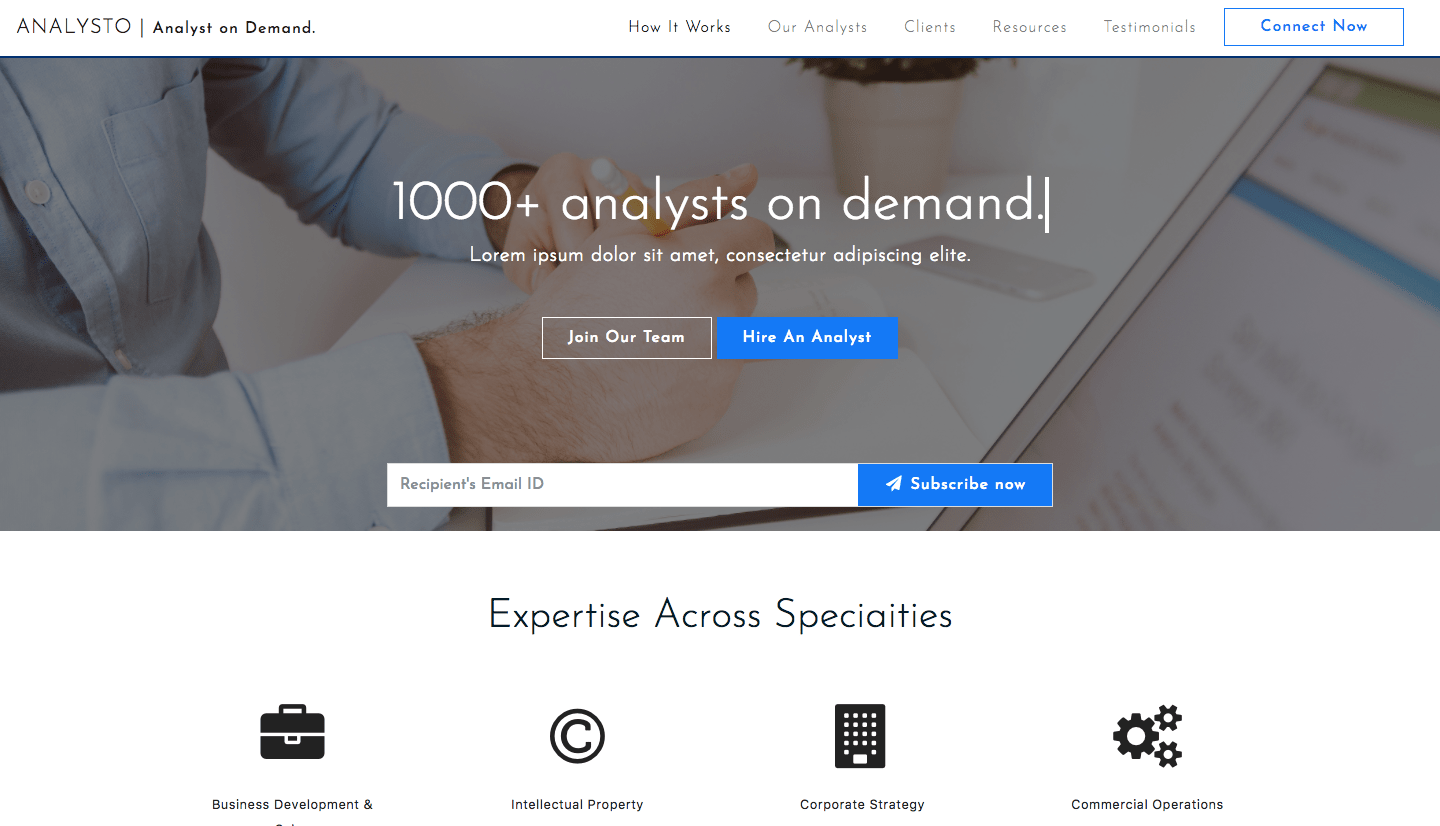 ANALYSTO | Analyst on Demand.
How It Works
Our Analysts
Clients
Resources
Testimonials
Connect Now
1000+ analysts on demand.
Lorem ipsum dolor sit amet, consectetur adipiscing elite.
Join Our Team
Hire An Analyst
Recipient's Email ID
Subscribe now
Expertise Across Speciaities
Business Development &
Intellectual Property
Corporate Strategy
Commercial Operations